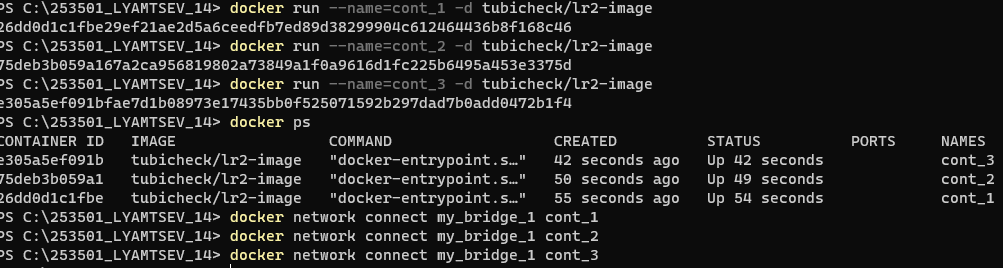 PS C:\253501_LYAMTSEV_14> docker run --name=cont_1 -d tubicheck/lr2-image
26dd0d1c1fbe29ef21ae2d5a6ceedfb7ed89d38299904c612464436b8f168c46
PS C:\253501_LYAMTSEV_14> docker run --name=cont_2 -d tubicheck/lr2-image
75deb3b059a167a2ca956819802a73849a1f0a9616d1fc225b6495a453e3375d
PS C:\253501_LYAMTSEV_14> docker run --name=cont_3 -d tubicheck/lr2-image
e305a5ef091bfae7d1b08973e17435bb0f525071592b297dad7b0add0472b1f4
PS C:\253501_LYAMTSEV_14> docker ps
CONTAINER ID   IMAGE                 COMMAND                  CREATED          STATUS          PORTS     NAMES
e305a5ef091b   tubicheck/lr2-image   "docker-entrypoint.s…"   42 seconds ago   Up 42 seconds             cont_3
75deb3b059a1   tubicheck/lr2-image   "docker-entrypoint.s…"   50 seconds ago   Up 49 seconds             cont_2
26dd0d1c1fbe   tubicheck/lr2-image   "docker-entrypoint.s…"   55 seconds ago   Up 54 seconds             cont_1
PS C:\253501_LYAMTSEV_14> docker network connect my_bridge_1 cont_1
PS C:\253501_LYAMTSEV_14> docker network connect my_bridge_1 cont_2
PS C:\253501_LYAMTSEV_14> docker network connect my_bridge_1 cont_3